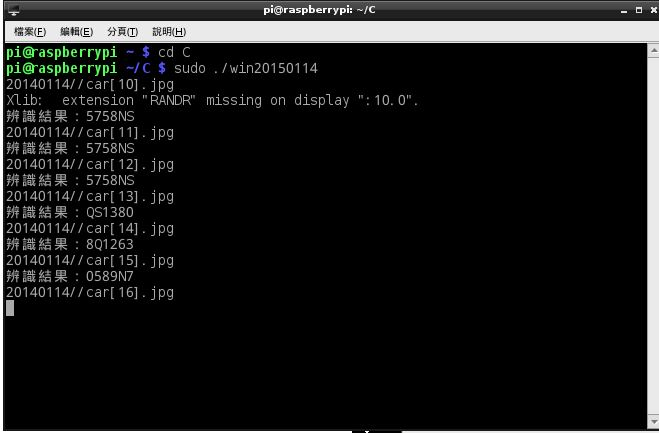 pi@raspberrypi: ~/C
檔案(F) 編輯(E) 分頁(T) 說明(H)
pi@raspberrypi ~ $ cd C
pi@raspberrypi ~/C $ sudo ./win20150114
20140114//car[10].jpg
Xlib:  extension "RANDR" missing on display ":10.0".
辨識結果：5758NS
20140114//car[11].jpg
辨識結果：5758NS
20140114//car[12].jpg
辨識結果：5758NS
20140114//car[13].jpg
辨識結果：QS1380
20140114//car[14].jpg
辨識結果：8Q1263
20140114//car[15].jpg
辨識結果：0589N7
20140114//car[16].jpg